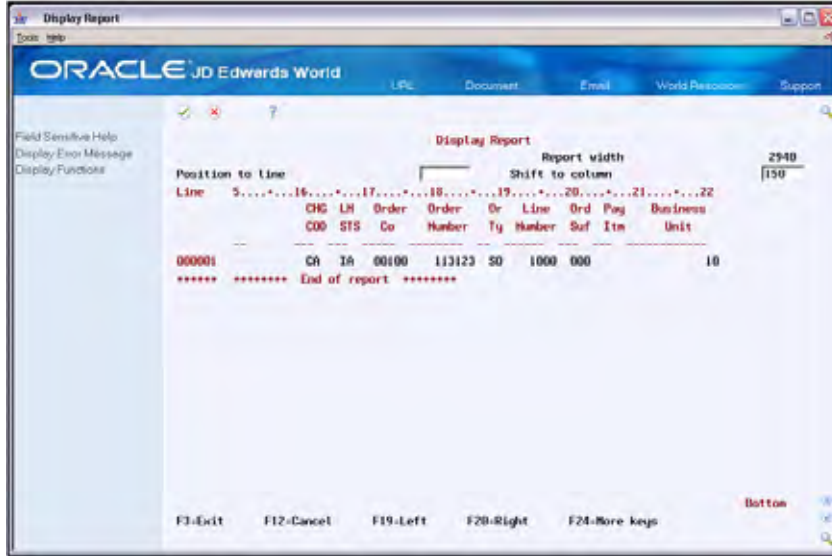 Display Report
Tools Help
ORACLE JD Edwards World
URL Document Email World Resources Support
?
Field Sensitive Help
Display Error Message
Display Functions
Display Report
Report width 2940
Position to line Shift to column 150
Line 5....+...16....+...17....+...18....+...19....+...20....+...21....+...22
CHG LN Order Order Or Line Ord Pay Business
COD STS Co Number Ty Number Suf Itm Unit
000001 CA IA 00100 113123 SO 1000 000 10
****** ******** End of report ********
Bottom
F3=Exit F12=Cancel F19=Left F20=Right F24=More keys